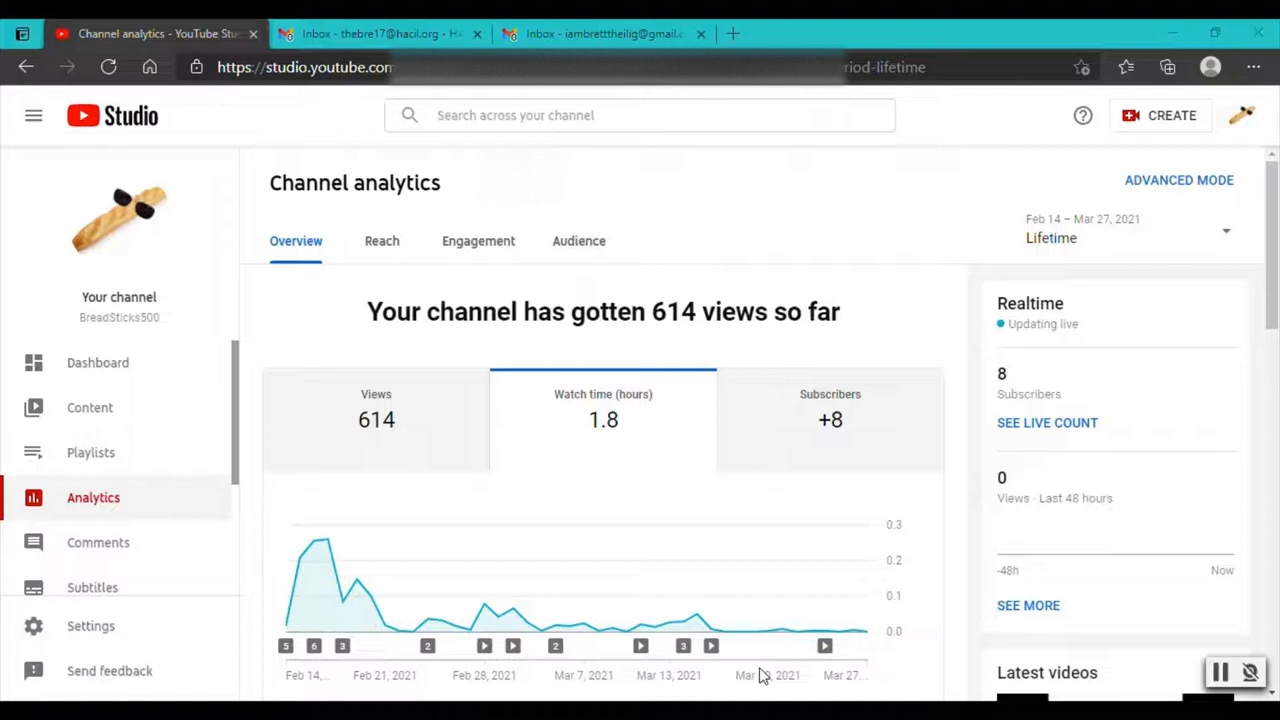 Channel analytics - YouTube Stu
Inbox - thebre17@hacil.org - HA
Inbox - iambretttheilig@gmail.c
https://studio.youtube.com
riod-lifetime
Studio
Search across your channel
CREATE
Your channel
BreadSticks500
Dashboard
Content
Playlists
Analytics
Comments
Subtitles
Settings
Send feedback
Channel analytics
ADVANCED MODE
Feb 14 – Mar 27, 2021
Lifetime
Overview
Reach
Engagement
Audience
Your channel has gotten 614 views so far
Views
614
Watch time (hours)
1.8
Subscribers
+8
0.3
0.2
0.1
0.0
5
6
3
2
2
3
Feb 14,...
Feb 21, 2021
Feb 28, 2021
Mar 7, 2021
Mar 13, 2021
Mar 2021
Mar 27...
Realtime
Updating live
8
Subscribers
SEE LIVE COUNT
0
Views · Last 48 hours
-48h
Now
SEE MORE
Latest videos